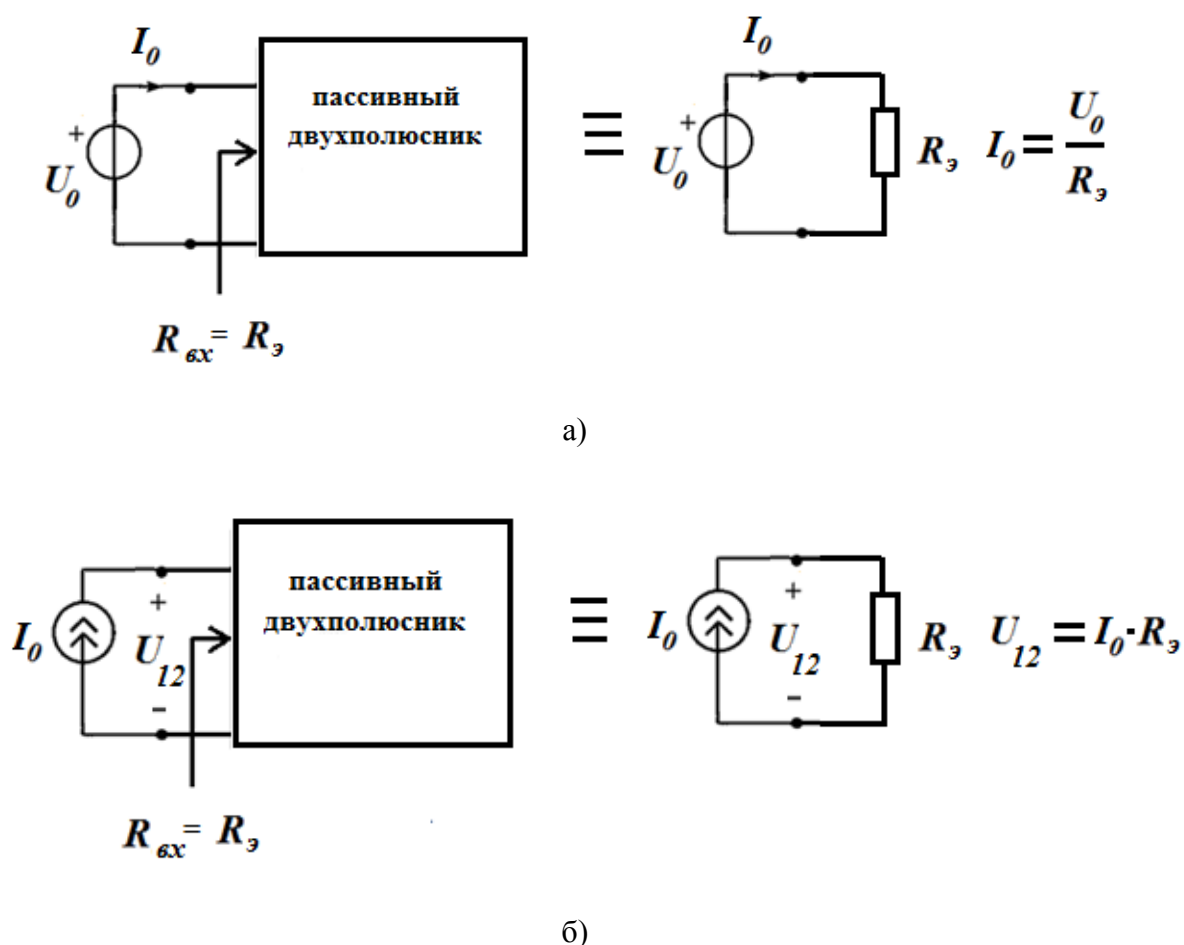 I₀ I₀
пассивный
двухполюсник
+ U₀ ≡ + U₀ Rэ I₀ = U₀ / Rэ
Rвх = Rэ
а)
пассивный
двухполюсник
I₀ + U₁₂ - ≡ I₀ + U₁₂ - Rэ U₁₂ = I₀·Rэ
Rвх = Rэ
б)